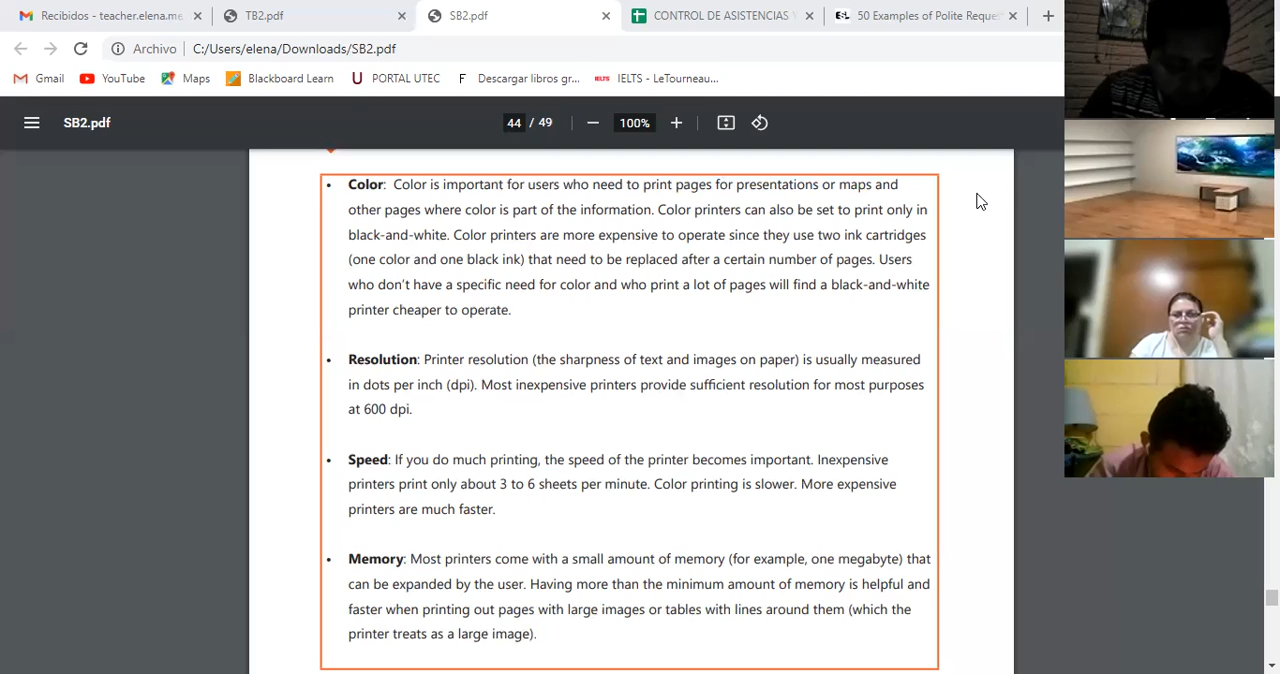 Recibidos - teacher.elena.me
TB2.pdf
SB2.pdf
CONTROL DE ASISTENCIAS
50 Examples of Polite Reque
Archivo
C:/Users/elena/Downloads/SB2.pdf
Gmail
YouTube
Maps
Blackboard Learn
PORTAL UTEC
Descargar libros gr...
IELTS - LeTourneau...
SB2.pdf
44 / 49
100%
• Color: Color is important for users who need to print pages for presentations or maps and
other pages where color is part of the information. Color printers can also be set to print only in
black-and-white. Color printers are more expensive to operate since they use two ink cartridges
(one color and one black ink) that need to be replaced after a certain number of pages. Users
who don't have a specific need for color and who print a lot of pages will find a black-and-white
printer cheaper to operate.
• Resolution: Printer resolution (the sharpness of text and images on paper) is usually measured
in dots per inch (dpi). Most inexpensive printers provide sufficient resolution for most purposes
at 600 dpi.
• Speed: If you do much printing, the speed of the printer becomes important. Inexpensive
printers print only about 3 to 6 sheets per minute. Color printing is slower. More expensive
printers are much faster.
• Memory: Most printers come with a small amount of memory (for example, one megabyte) that
can be expanded by the user. Having more than the minimum amount of memory is helpful and
faster when printing out pages with large images or tables with lines around them (which the
printer treats as a large image).